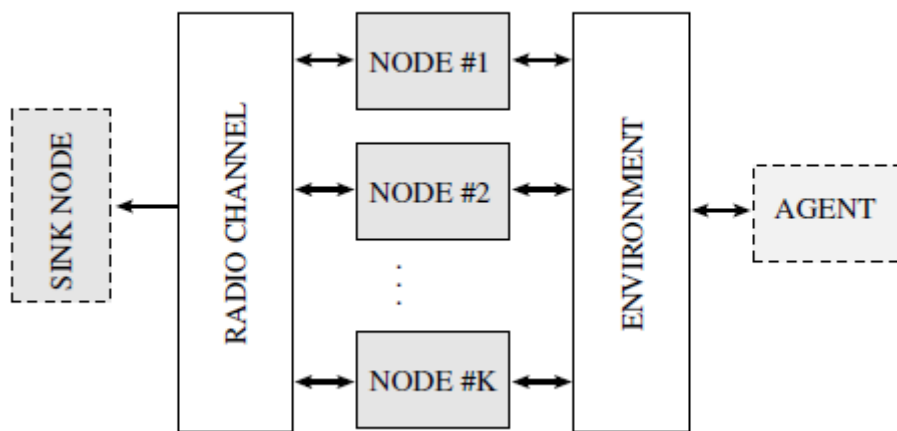 SINK NODE
RADIO CHANNEL
NODE #1
NODE #2
NODE #K
ENVIRONMENT
AGENT